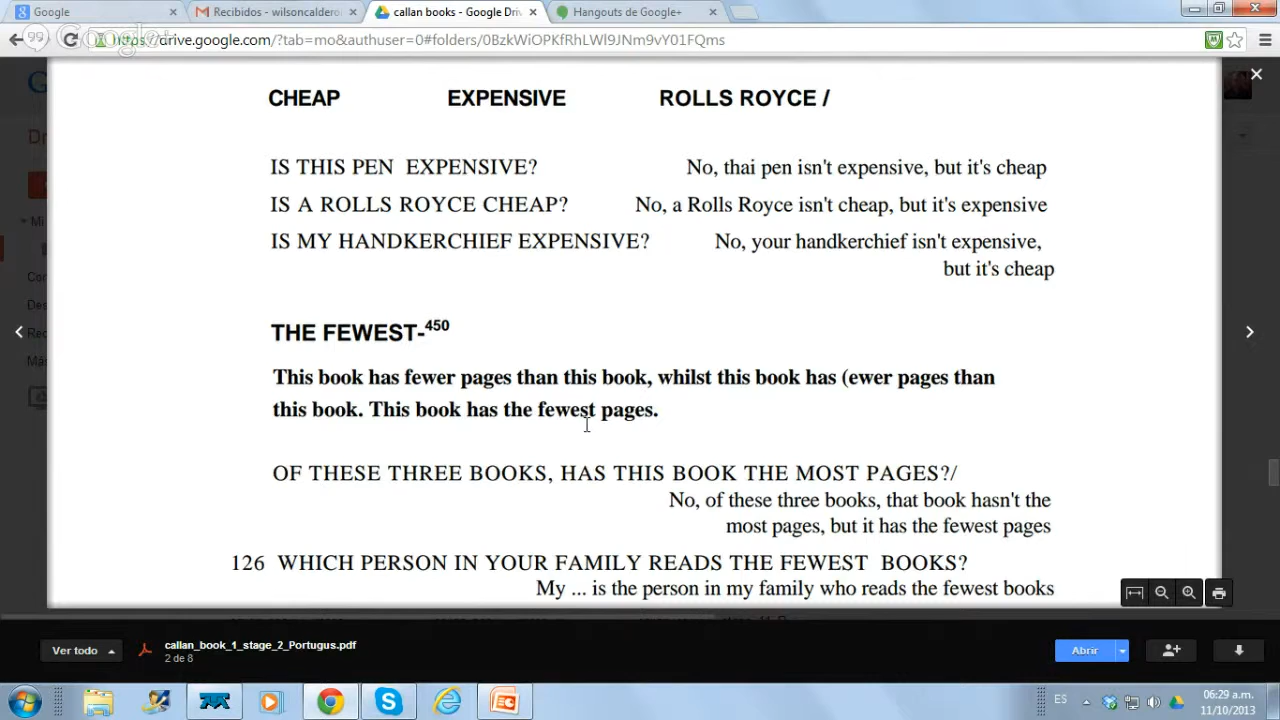 Google
Recibidos - wilsoncaldero
callan books - Google Dri
Hangouts de Google+
https://drive.google.com/?tab=mo&authuser=0#folders/0BzkWiOPKfRhLWl9JNm9vY01FQms
CHEAP EXPENSIVE ROLLS ROYCE /
IS THIS PEN EXPENSIVE? No, thai pen isn't expensive, but it's cheap
IS A ROLLS ROYCE CHEAP? No, a Rolls Royce isn't cheap, but it's expensive
IS MY HANDKERCHIEF EXPENSIVE? No, your handkerchief isn't expensive,
but it's cheap
THE FEWEST-450
This book has fewer pages than this book, whilst this book has (ewer pages than
this book. This book has the fewest pages.
OF THESE THREE BOOKS, HAS THIS BOOK THE MOST PAGES?/
No, of these three books, that book hasn't the
most pages, but it has the fewest pages
126 WHICH PERSON IN YOUR FAMILY READS THE FEWEST BOOKS?
My ... is the person in my family who reads the fewest books
Ver todo
callan_book_1_stage_2_Portugus.pdf
2 de 8
Abrir
ES
06:29 a.m.
11/10/2013